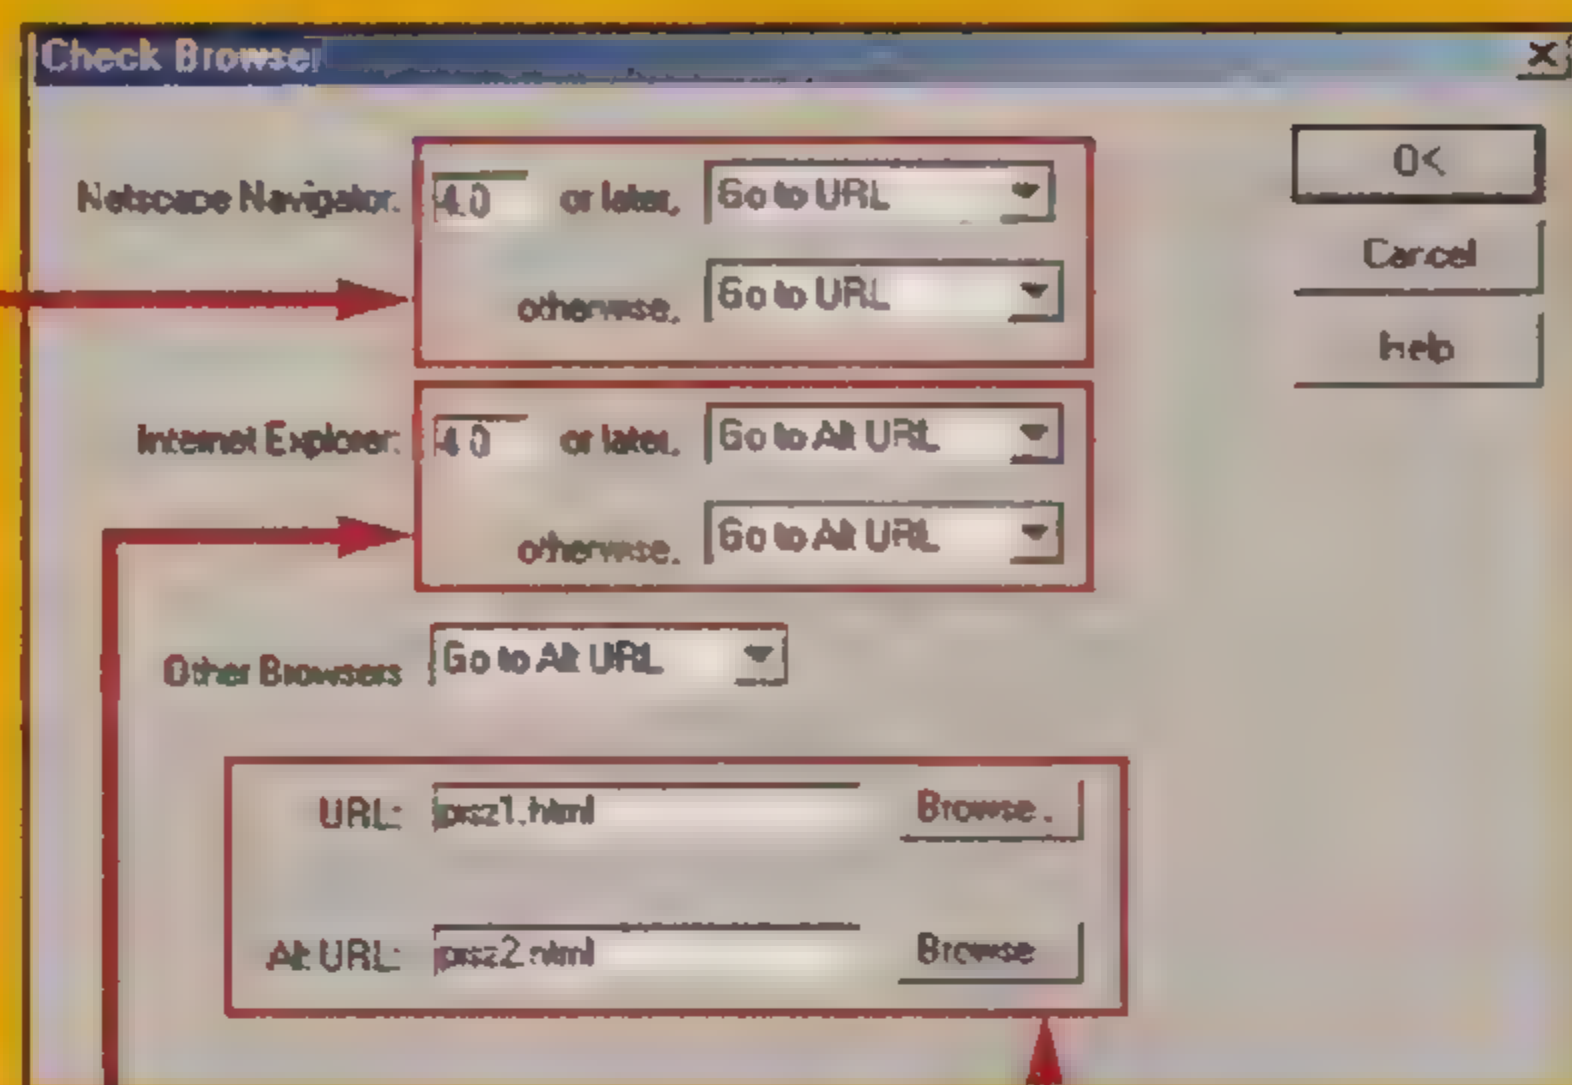 Check Browser
Netscape Navigator: 4.0 or later, Go to URL OK
Cancel
otherwise, Go to URL
Help
Internet Explorer: 4.0 or later, Go to Alt URL
otherwise, Go to Alt URL
Other Browsers Go to Alt URL
URL: Browse...
Alt URL: Browse...